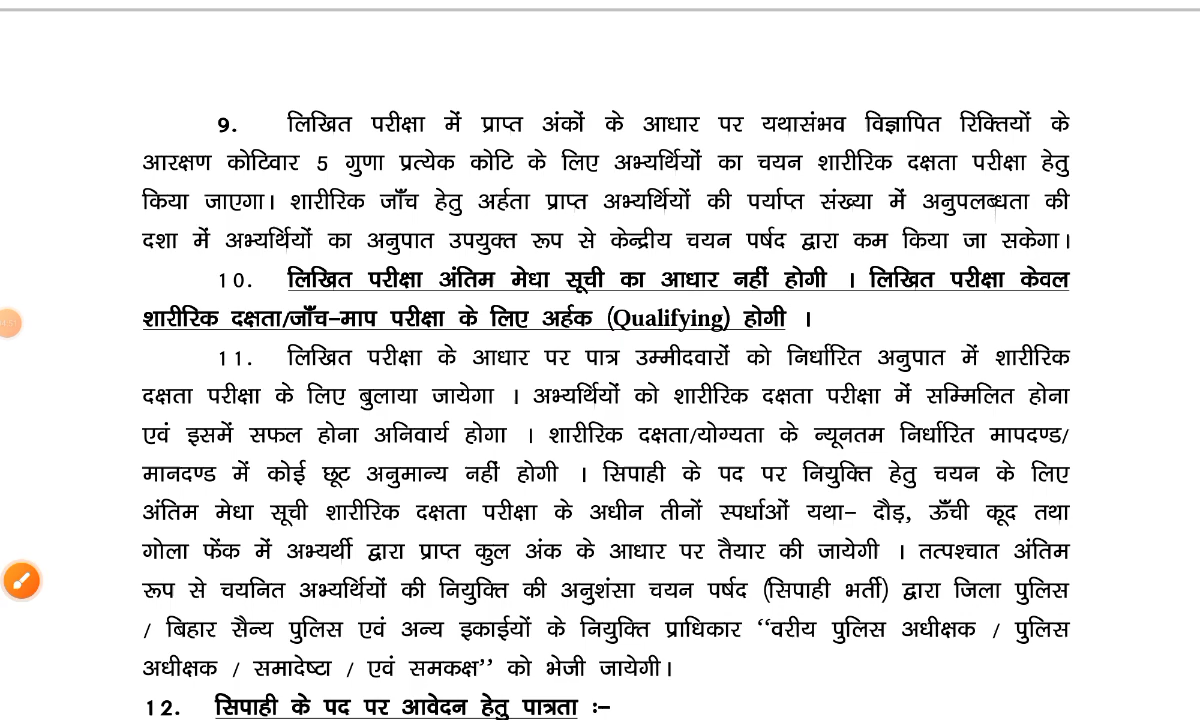 9. लिखित परीक्षा में प्राप्त अंकों के आधार पर यथासंभव विज्ञापित रिक्तियों के
आरक्षण कोटिवार 5 गुणा प्रत्येक कोटि के लिए अभ्यर्थियों का चयन शारीरिक दक्षता परीक्षा हेतु
किया जाएगा। शारीरिक जाँच हेतु अर्हता प्राप्त अभ्यर्थियों की पर्याप्त संख्या में अनुपलब्धता की
दशा में अभ्यर्थियों का अनुपात उपयुक्त रूप से केन्द्रीय चयन पर्षद द्वारा कम किया जा सकेगा।
10. लिखित परीक्षा अंतिम मेधा सूची का आधार नहीं होगी । लिखित परीक्षा केवल
शारीरिक दक्षता/जाँच-माप परीक्षा के लिए अर्हक (Qualifying) होगी ।
11. लिखित परीक्षा के आधार पर पात्र उम्मीदवारों को निर्धारित अनुपात में शारीरिक
दक्षता परीक्षा के लिए बुलाया जायेगा । अभ्यर्थियों को शारीरिक दक्षता परीक्षा में सम्मिलित होना
एवं इसमें सफल होना अनिवार्य होगा । शारीरिक दक्षता/योग्यता के न्यूनतम निर्धारित मापदण्ड/
मानदण्ड में कोई छूट अनुमान्य नहीं होगी । सिपाही के पद पर नियुक्ति हेतु चयन के लिए
अंतिम मेधा सूची शारीरिक दक्षता परीक्षा के अधीन तीनों स्पर्धाओं यथा- दौड़, ऊँची कूद तथा
गोला फेंक में अभ्यर्थी द्वारा प्राप्त कुल अंक के आधार पर तैयार की जायेगी । तत्पश्चात अंतिम
रूप से चयनित अभ्यर्थियों की नियुक्ति की अनुशंसा चयन पर्षद (सिपाही भर्ती) द्वारा जिला पुलिस
/ बिहार सैन्य पुलिस एवं अन्य इकाईयों के नियुक्ति प्राधिकार “वरीय पुलिस अधीक्षक / पुलिस
अधीक्षक / समादेष्टा / एवं समकक्ष” को भेजी जायेगी।
12. सिपाही के पद पर आवेदन हेतु पात्रता :-